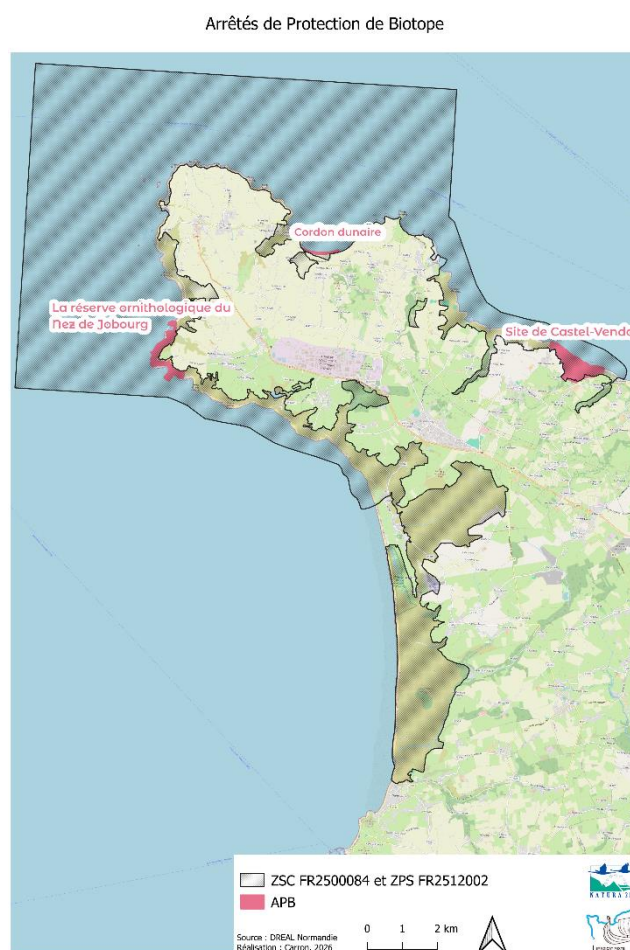 Arrêtés de Protection de Biotope
Cordon dunaire
La réserve ornithologique du
Nez de Jobourg
Site de Castel-Vendo
ZSC FR2500084 et ZPS FR2512002
APB
Source : DREAL Normandie
Réalisation : Carron, 2026
0 1 2 km